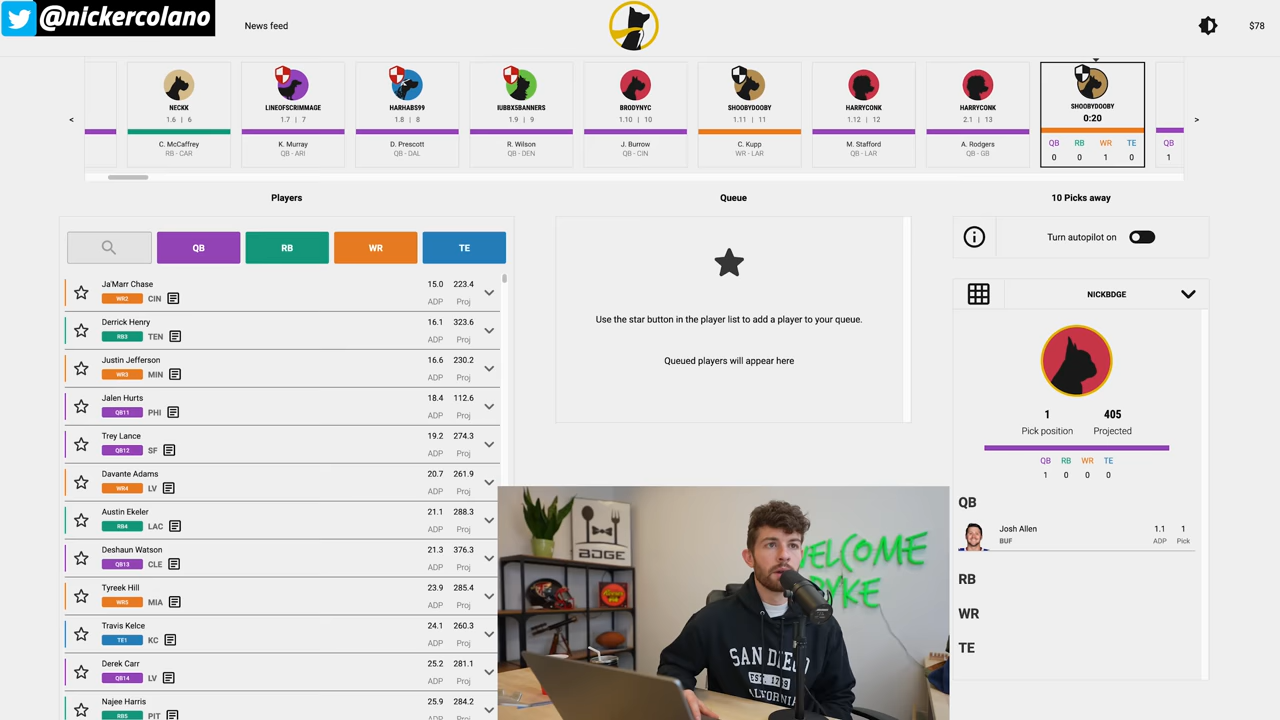 @nickercolano
News feed
$78
<
NECKK
1.6 | 6
C. McCaffrey
RB - CAR
LINEOFSCRIMMAGE
1.7 | 7
K. Murray
QB - ARI
HARHABS99
1.8 | 8
D. Prescott
QB - DAL
IUBBX5BANNERS
1.9 | 9
R. Wilson
QB - DEN
BRODYNYC
1.10 | 10
J. Burrow
QB - CIN
SHOOBYDOOBY
1.11 | 11
C. Kupp
WR - LAR
HARRYCONK
1.12 | 12
M. Stafford
QB - LAR
HARRYCONK
2.1 | 13
A. Rodgers
QB - GB
SHOOBYDOOBY
0:20
QB RB WR TE
0 0 1 0
QB
1
>
Players
QB RB WR TE
Ja'Marr Chase 15.0 223.4
WR2 CIN ADP Proj
Derrick Henry 16.1 323.6
RB3 TEN ADP Proj
Justin Jefferson 16.6 230.2
WR3 MIN ADP Proj
Jalen Hurts 18.4 112.6
QB11 PHI ADP Proj
Trey Lance 19.2 274.3
QB12 SF ADP Proj
Davante Adams 20.7 261.9
WR4 LV ADP Proj
Austin Ekeler 21.1 288.3
RB4 LAC ADP Proj
Deshaun Watson 21.3 376.3
QB13 CLE ADP Proj
Tyreek Hill 23.9 285.4
WR5 MIA ADP Proj
Travis Kelce 24.1 260.3
TE1 KC ADP Proj
Derek Carr 25.2 281.1
QB14 LV ADP Proj
Najee Harris 25.9 284.2
RB5 PIT ADP Proj
Queue
Use the star button in the player list to add a player to your queue.
Queued players will appear here
10 Picks away
Turn autopilot on
NICKBDGE
1 405
Pick position Projected
QB RB WR TE
1 0 0 0
QB
Josh Allen 1.1 1
BUF ADP Pick
RB
WR
TE
BDGE
WELCOME
SAN DIEGO
EST. 1769
CALIFORNIA